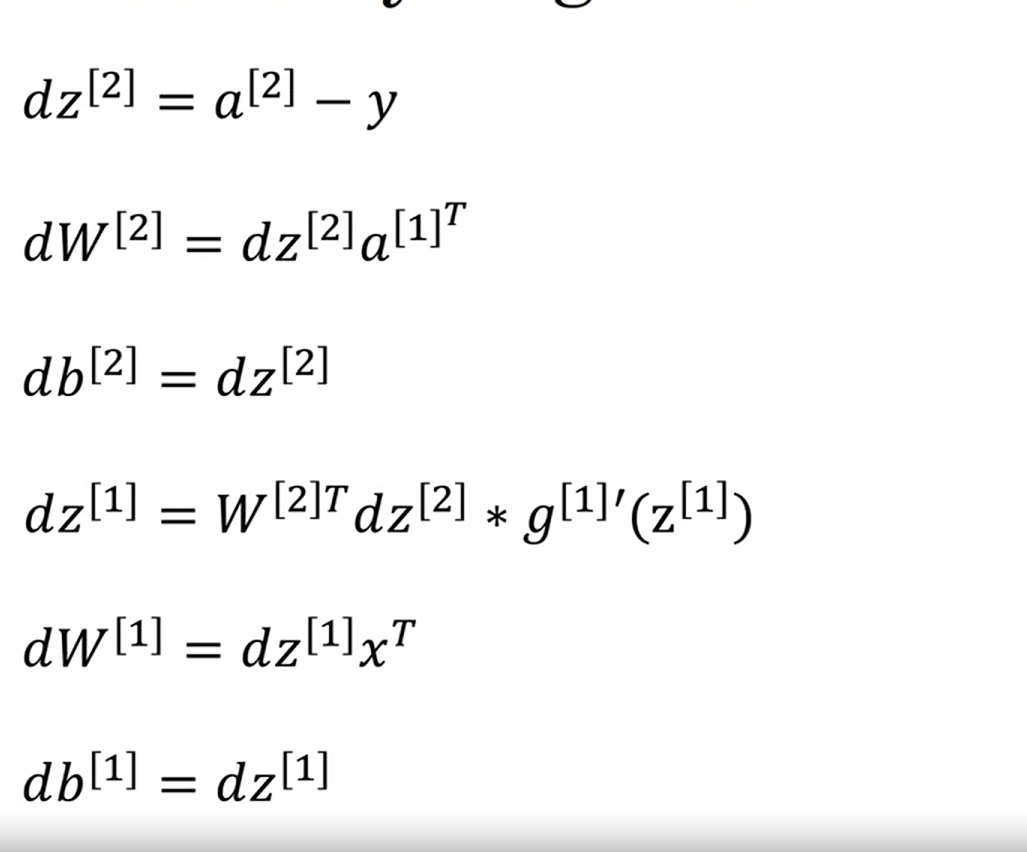 dz^{[2]} = a^{[2]} − y
dW^{[2]} = dz^{[2]}a^{[1]^T}
db^{[2]} = dz^{[2]}
dz^{[1]} = W^{[2]T}dz^{[2]} * g^{[1]}′(z^{[1]})
dW^{[1]} = dz^{[1]}x^T
db^{[1]} = dz^{[1]}